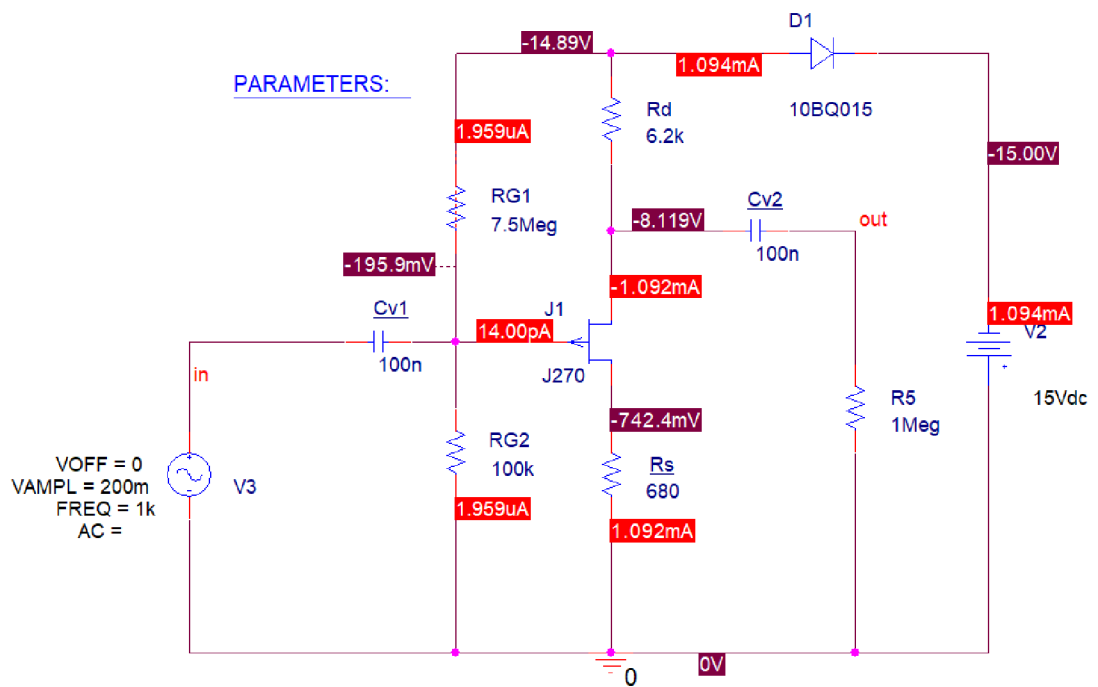 D1
-14.89V
1.094mA
PARAMETERS:
10BQ015
Rd
6.2k
1.959uA
-15.00V
RG1
7.5Meg
Cv2
-8.119V
out
100n
-195.9mV
-1.092mA
Cv1
J1
14.00pA
1.094mA
V2
100n
J270
in
15Vdc
R5
1Meg
-742.4mV
RG2
100k
Rs
680
VOFF = 0
VAMPL = 200m
FREQ = 1k
AC =
V3
1.959uA
1.092mA
0V
0